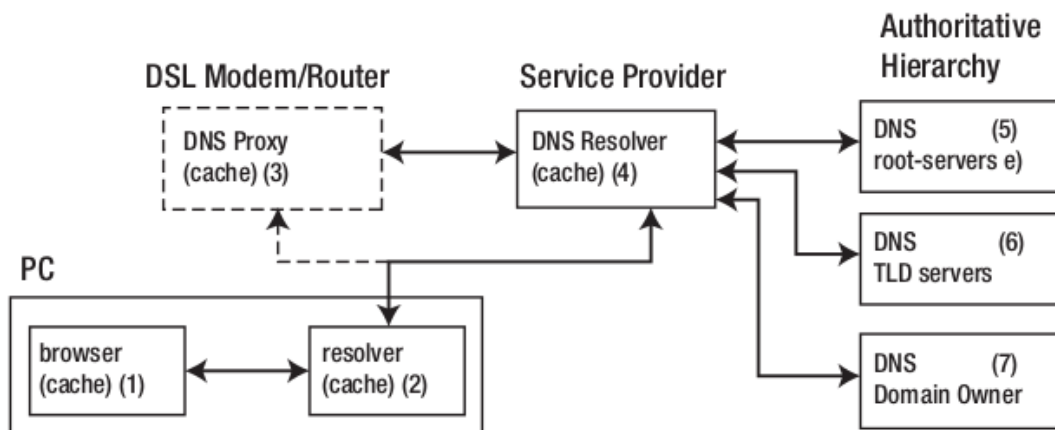 Authoritative
Hierarchy
DSL Modem/Router
Service Provider
DNS Proxy
(cache) (3)
DNS Resolver
(cache) (4)
DNS (5)
root-servers e)
DNS (6)
TLD servers
PC
browser
(cache) (1)
resolver
(cache) (2)
DNS (7)
Domain Owner